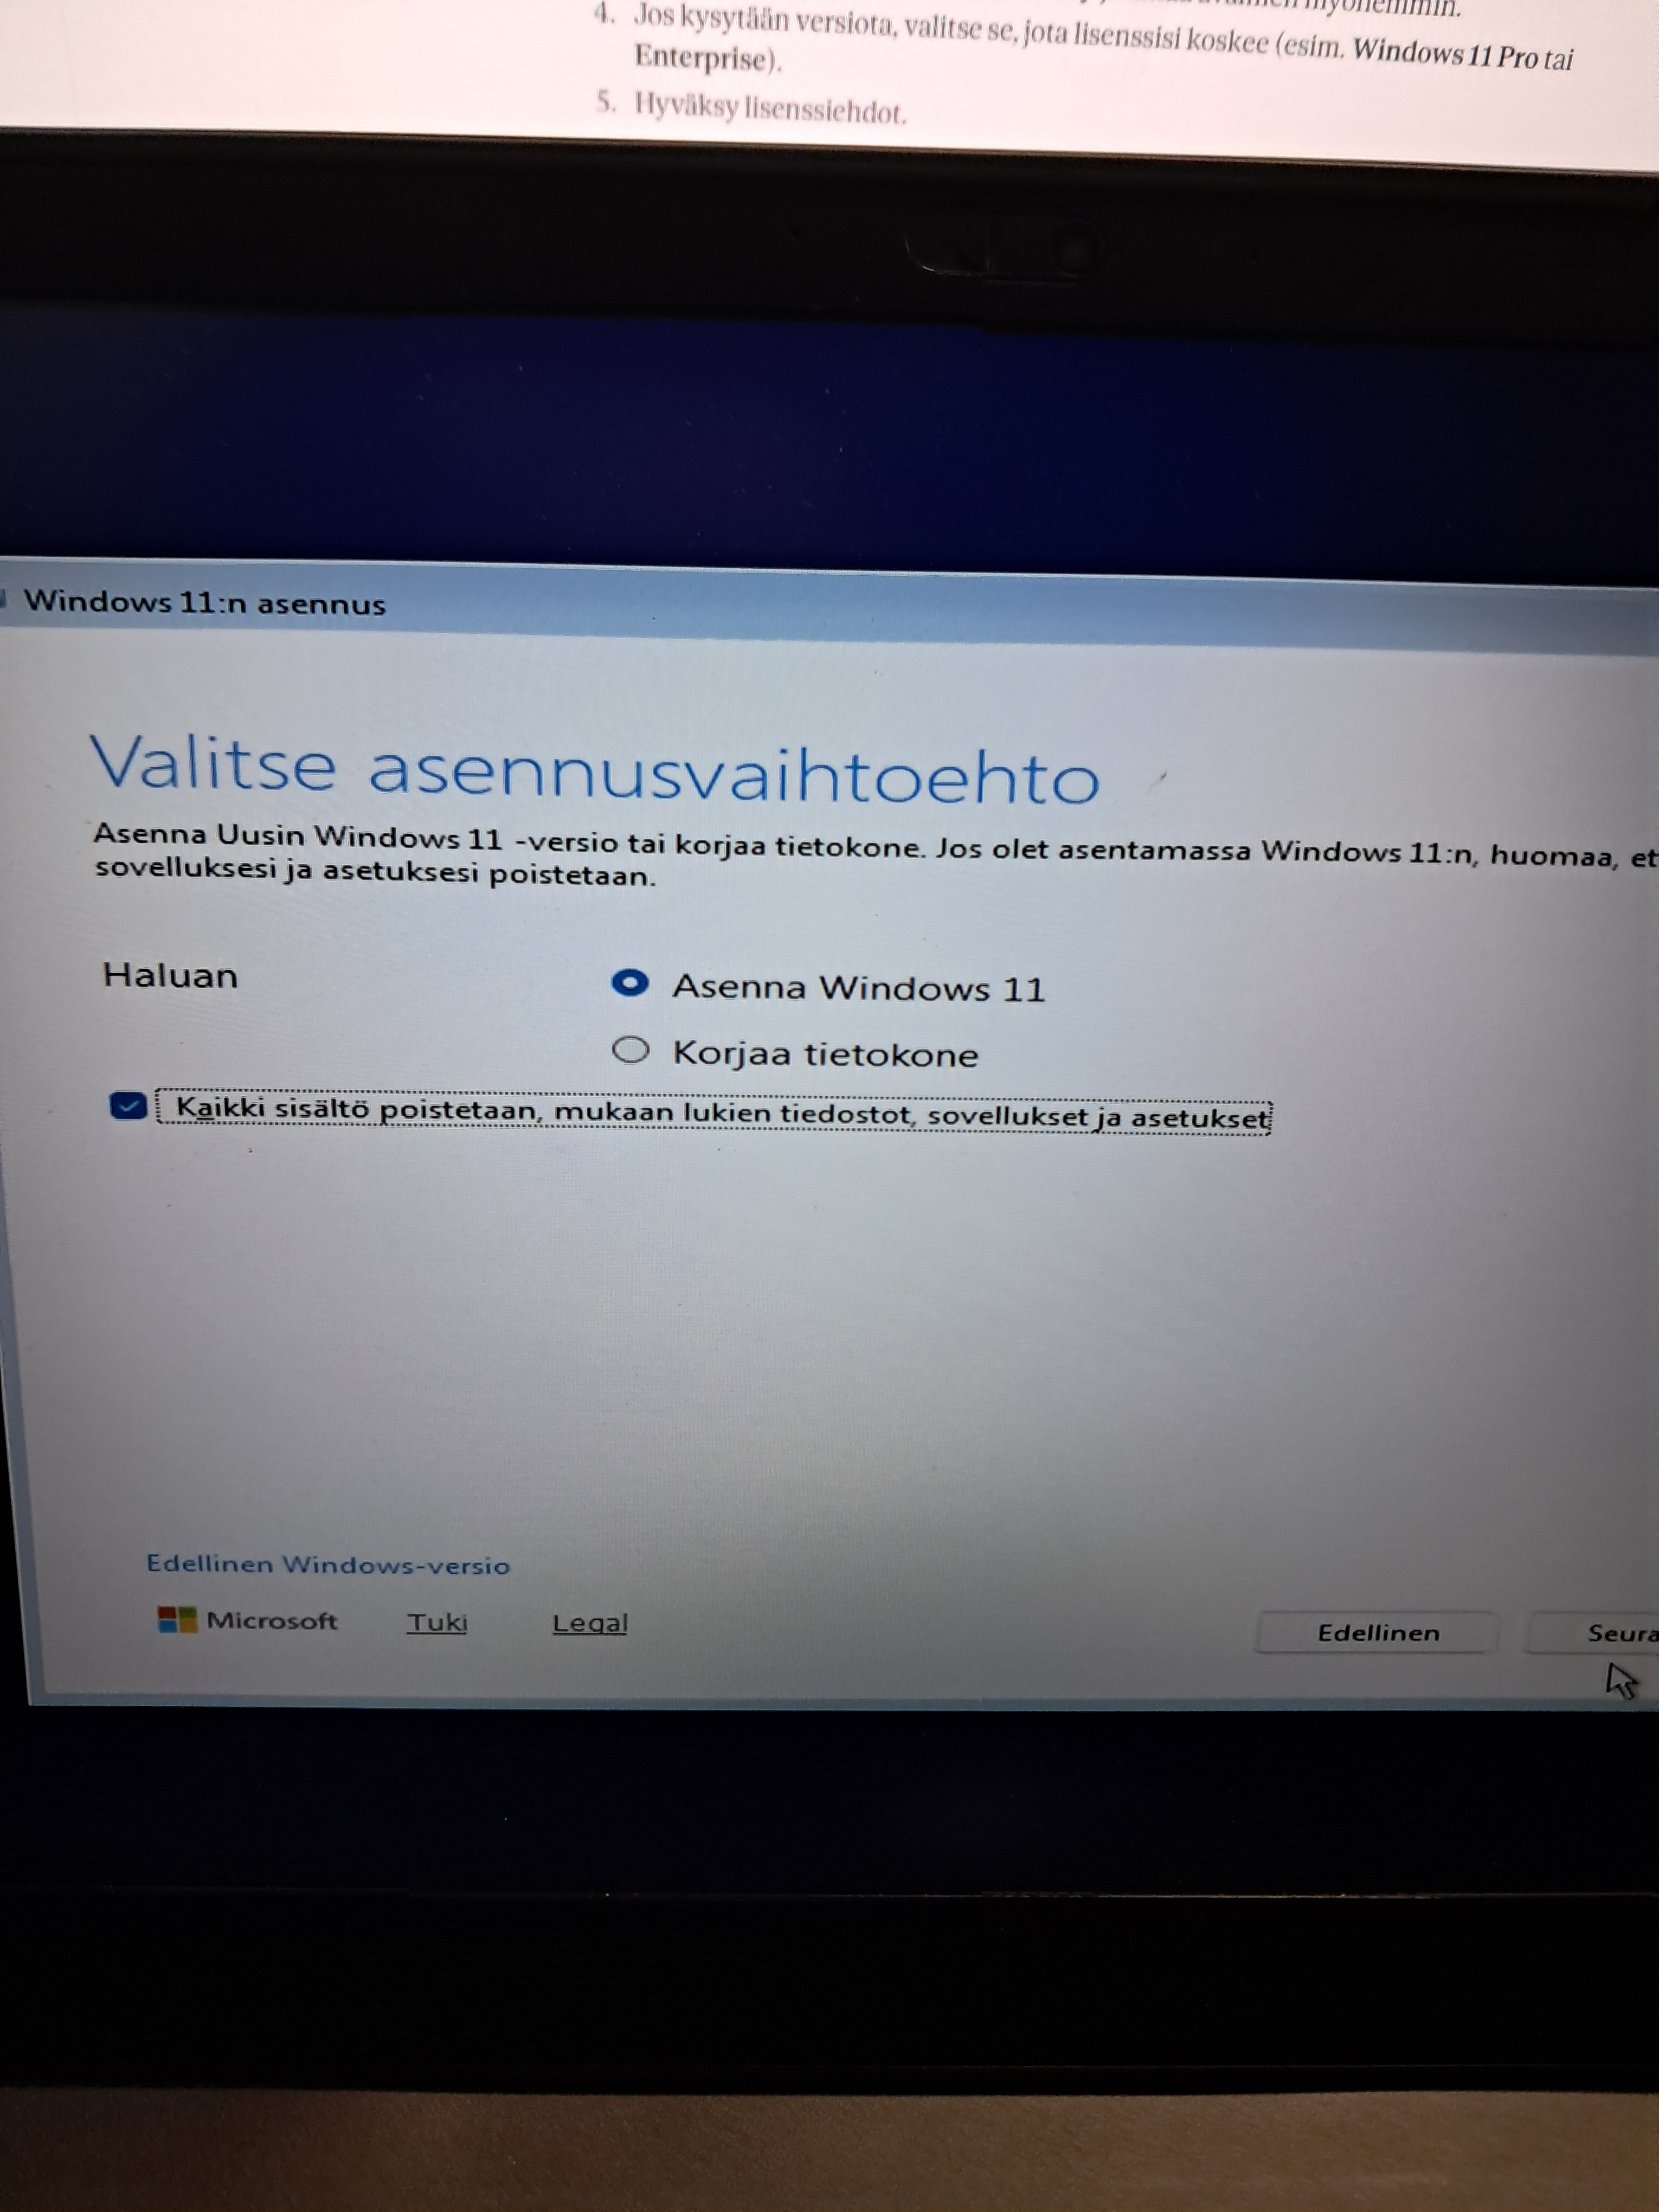 myöhemmin.
4. Jos kysytään versiota, valitse se, jota lisenssisi koskee (esim. Windows 11 Pro tai
Enterprise).
5. Hyväksy lisenssiehdot.
Windows 11:n asennus
Valitse asennusvaihtoehto
Asenna Uusin Windows 11 -versio tai korjaa tietokone. Jos olet asentamassa Windows 11:n, huomaa, et
sovelluksesi ja asetuksesi poistetaan.
Haluan
Asenna Windows 11
Korjaa tietokone
Kaikki sisältö poistetaan, mukaan lukien tiedostot, sovellukset ja asetukset
Edellinen Windows-versio
Microsoft Tuki Legal
Edellinen Seura